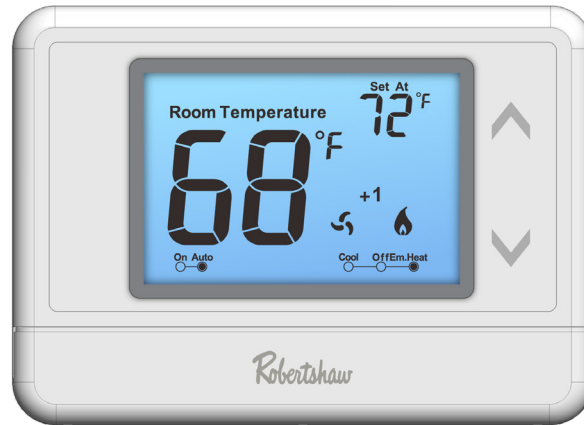 Set At
72°F
Room Temperature
68°F
+1
On Auto
Cool Off Em.Heat
Robertshaw